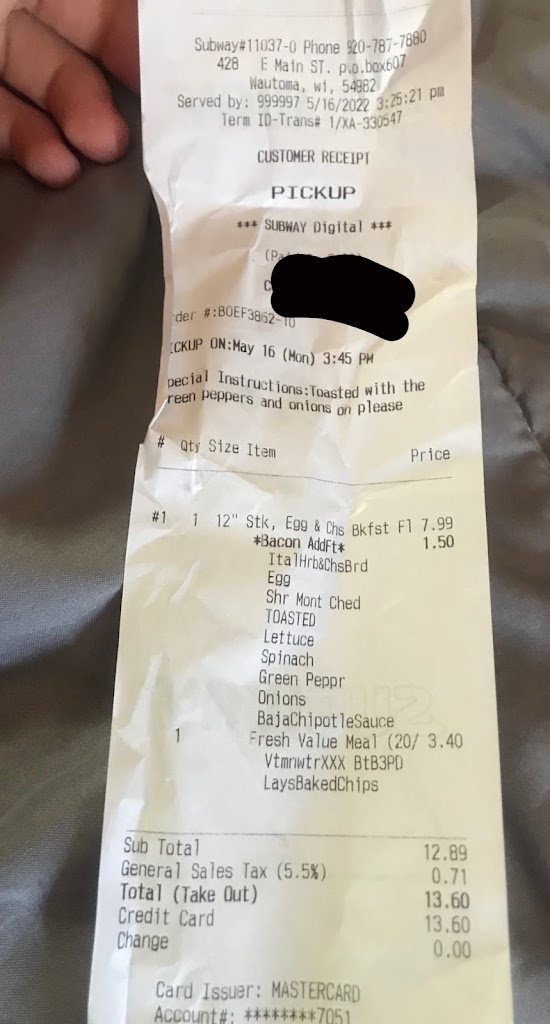 Subway#11037-0 Phone 920-787-7880
428 E Main ST. p.o.box607
Wautoma, wi, 54982
Served by: 999997 5/16/2022 3:25:21 pm
Term ID-Trans# 1/XA-330547
CUSTOMER RECEIPT
PICKUP
*** SUBWAY Digital ***
der #:BOEF3862-10
ICKUP ON:May 16 (Mon) 3:45 PM
pecial Instructions:Toasted with the
reen peppers and onions on please
# Qty Size Item Price
#1 1 12" Stk, Egg & Chs Bkfst Fl 7.99
*Bacon AddFt* 1.50
ItalHrb&ChsBrd
Egg
Shr Mont Ched
TOASTED
Lettuce
Spinach
Green Peppr
Onions
BajaChipotleSauce
1 Fresh Value Meal (20/ 3.40
VtmnwtrXXX BtB3PD
LaysBakedChips
Sub Total 12.89
General Sales Tax (5.5%) 0.71
Total (Take Out) 13.60
Credit Card 13.60
Change 0.00
Card Issuer: MASTERCARD
Account#: ********7051